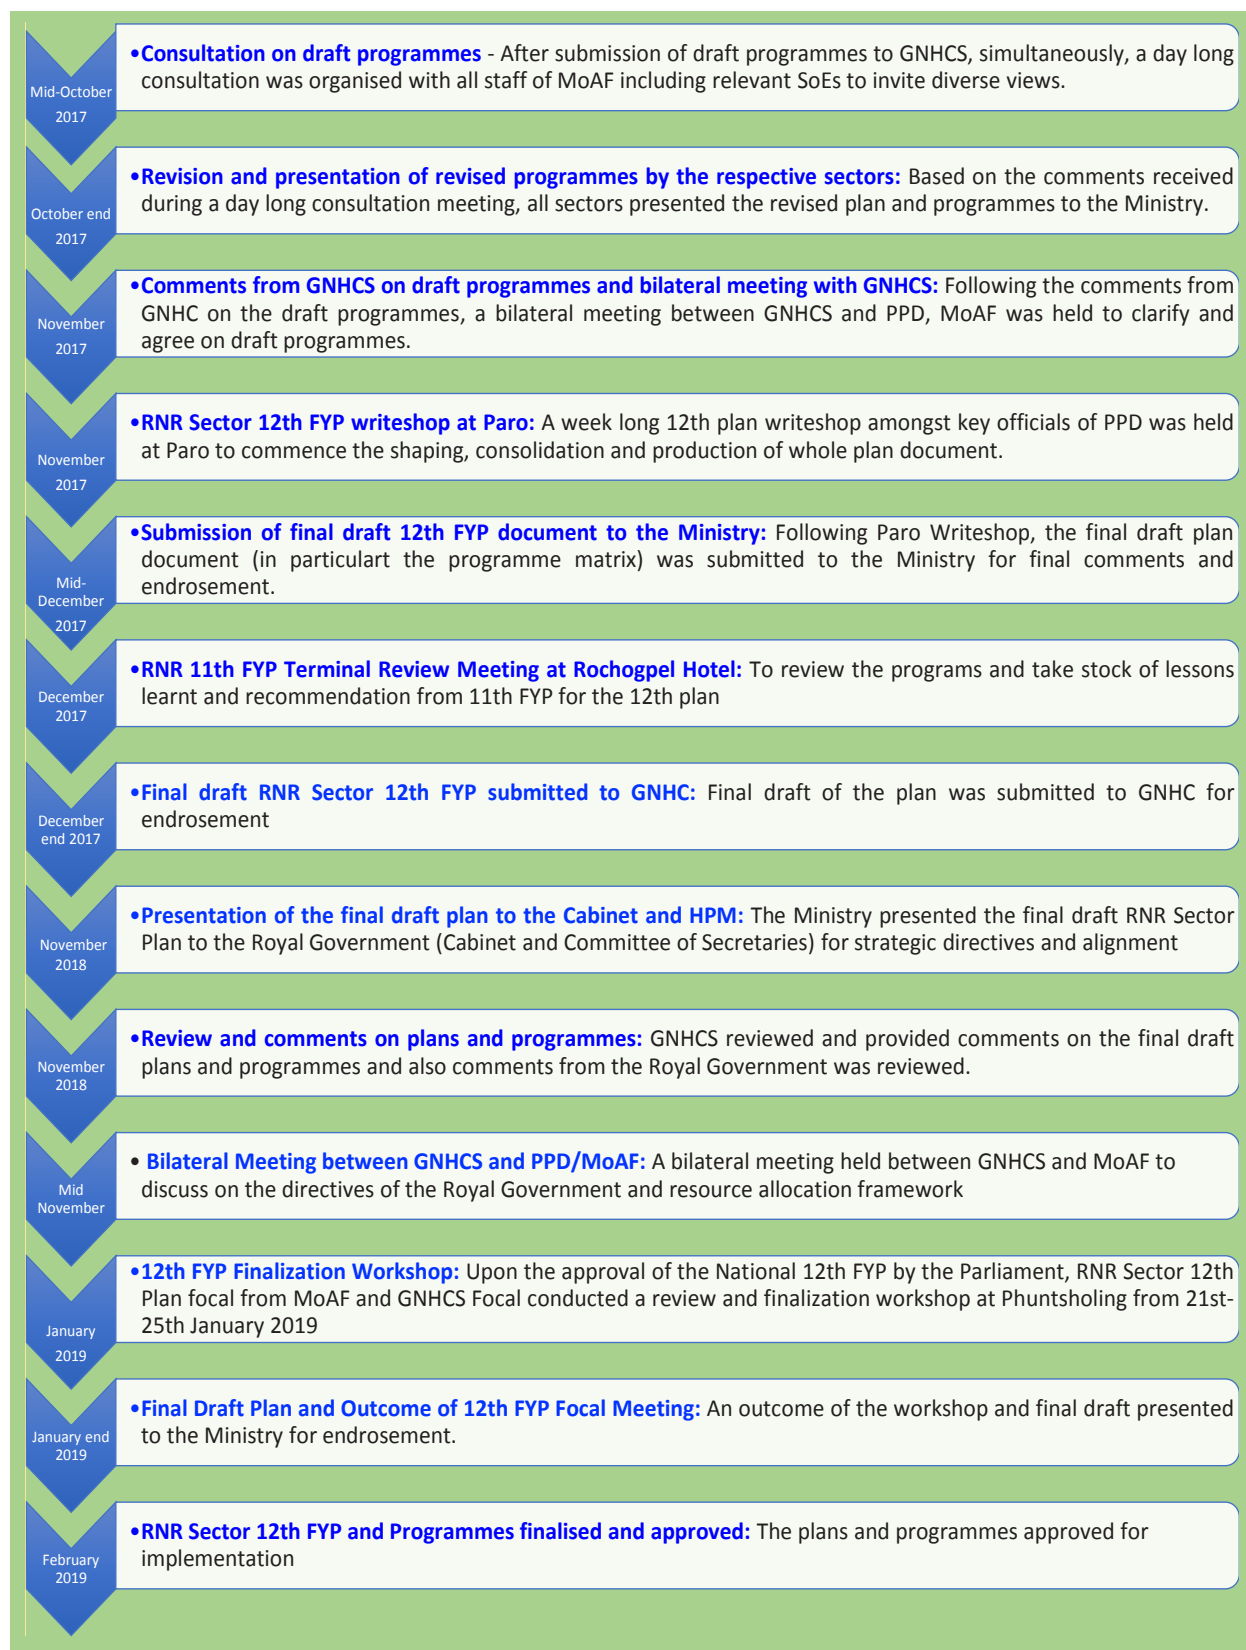 Mid-October
2017
•Consultation on draft programmes - After submission of draft programmes to GNHCS, simultaneously, a day long
consultation was organised with all staff of MoAF including relevant SoEs to invite diverse views.
October end
2017
•Revision and presentation of revised programmes by the respective sectors: Based on the comments received
during a day long consultation meeting, all sectors presented the revised plan and programmes to the Ministry.
November
2017
•Comments from GNHCS on draft programmes and bilateral meeting with GNHCS: Following the comments from
GNHC on the draft programmes, a bilateral meeting between GNHCS and PPD, MoAF was held to clarify and
agree on draft programmes.
November
2017
•RNR Sector 12th FYP writeshop at Paro: A week long 12th plan writeshop amongst key officials of PPD was held
at Paro to commence the shaping, consolidation and production of whole plan document.
Mid-
December
2017
•Submission of final draft 12th FYP document to the Ministry: Following Paro Writeshop, the final draft plan
document (in particulart the programme matrix) was submitted to the Ministry for final comments and
endrosement.
December
2017
•RNR 11th FYP Terminal Review Meeting at Rochogpel Hotel: To review the programs and take stock of lessons
learnt and recommendation from 11th FYP for the 12th plan
December
end 2017
•Final draft RNR Sector 12th FYP submitted to GNHC: Final draft of the plan was submitted to GNHC for
endrosement
November
2018
•Presentation of the final draft plan to the Cabinet and HPM: The Ministry presented the final draft RNR Sector
Plan to the Royal Government (Cabinet and Committee of Secretaries) for strategic directives and alignment
November
2018
•Review and comments on plans and programmes: GNHCS reviewed and provided comments on the final draft
plans and programmes and also comments from the Royal Government was reviewed.
Mid
November
• Bilateral Meeting between GNHCS and PPD/MoAF: A bilateral meeting held between GNHCS and MoAF to
discuss on the directives of the Royal Government and resource allocation framework
January
2019
•12th FYP Finalization Workshop: Upon the approval of the National 12th FYP by the Parliament, RNR Sector 12th
Plan focal from MoAF and GNHCS Focal conducted a review and finalization workshop at Phuntsholing from 21st-
25th January 2019
January end
2019
•Final Draft Plan and Outcome of 12th FYP Focal Meeting: An outcome of the workshop and final draft presented
to the Ministry for endrosement.
February
2019
•RNR Sector 12th FYP and Programmes finalised and approved: The plans and programmes approved for
implementation